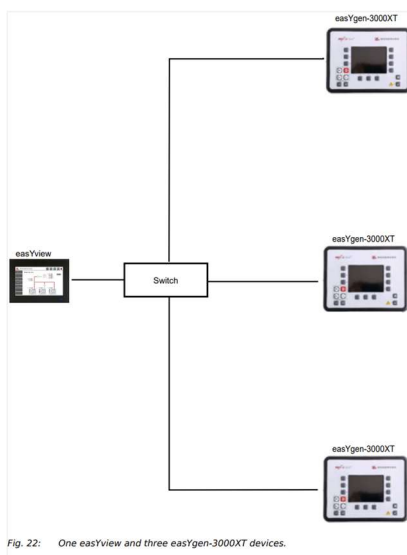 easYgen-3000XT
easYgen-3000XT
easYview
Switch
easYgen-3000XT
Fig. 22: One easYview and three easYgen-3000XT devices.